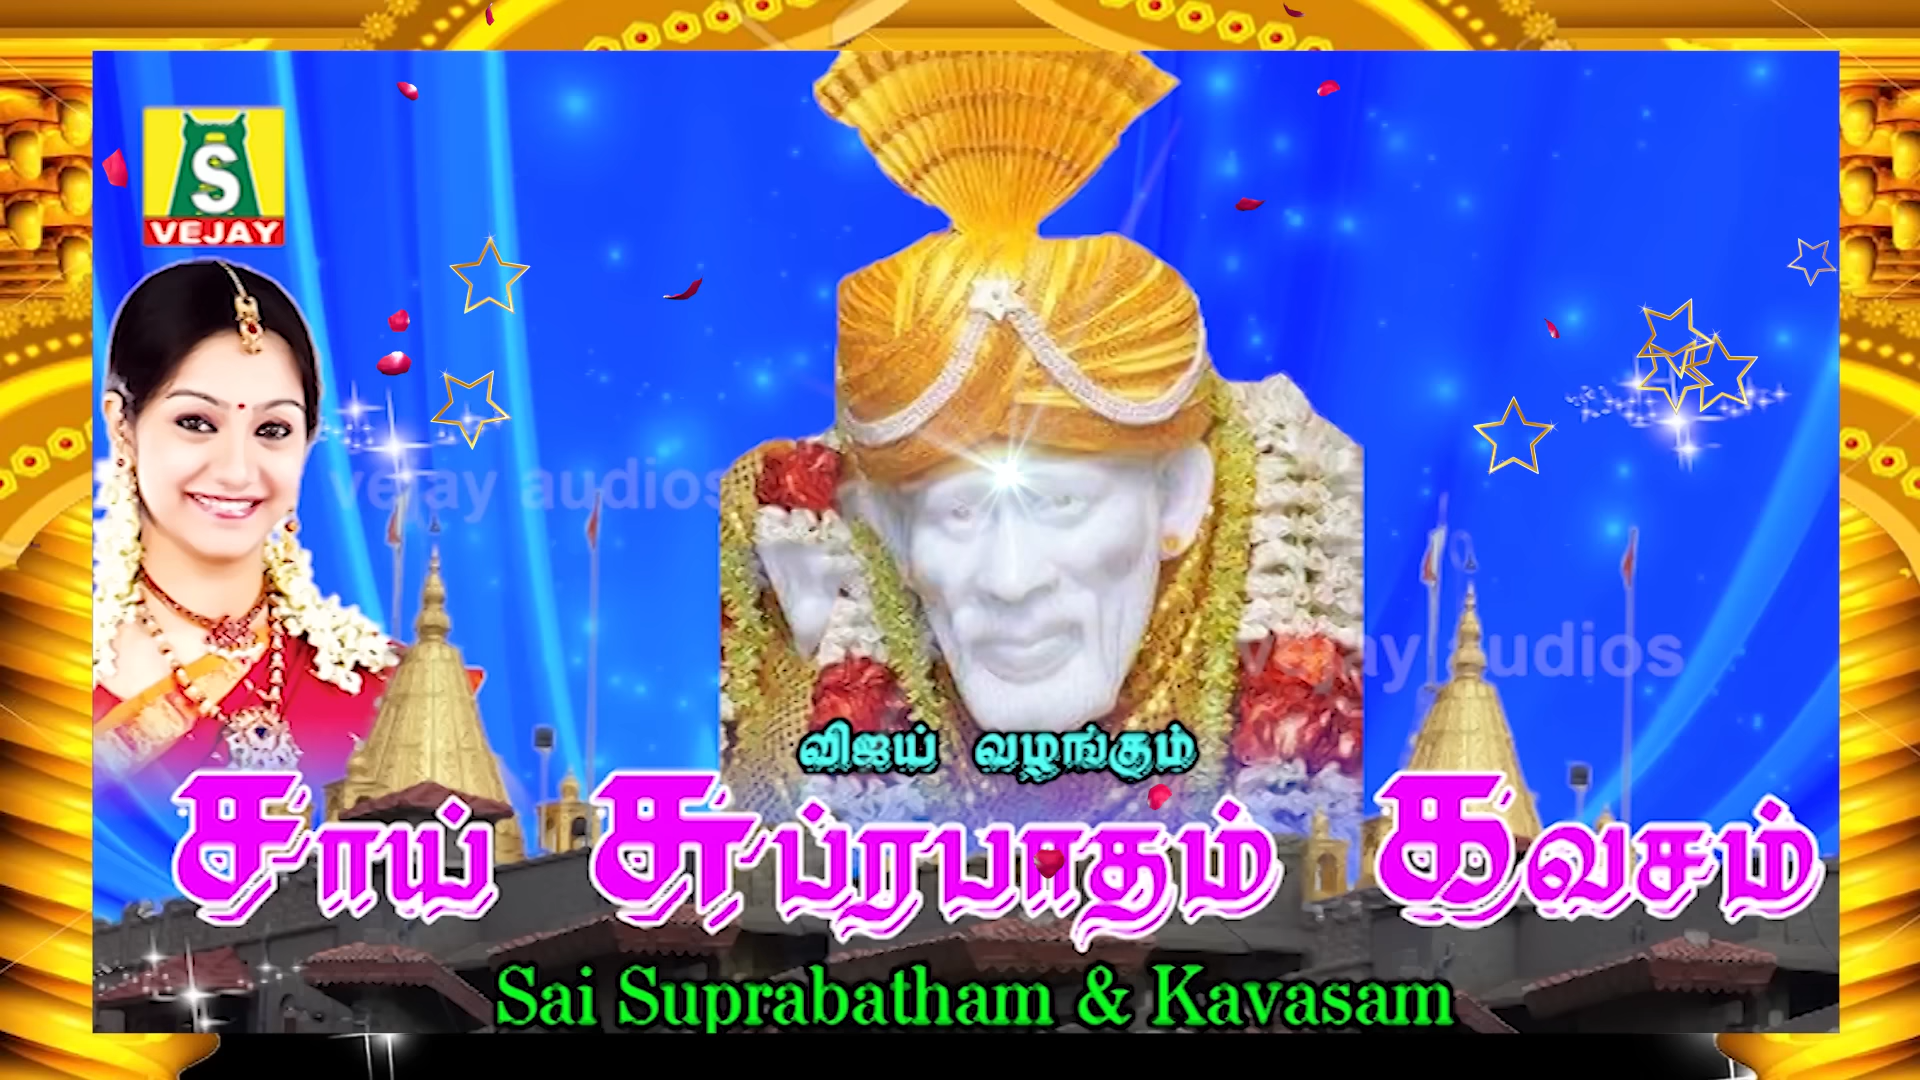 S
VEJAY
vejay audios
vejay audios
விஜய் வழங்கும்
சாய் சுப்ரபாதம் கவசம்
Sai Suprabatham & Kavasam